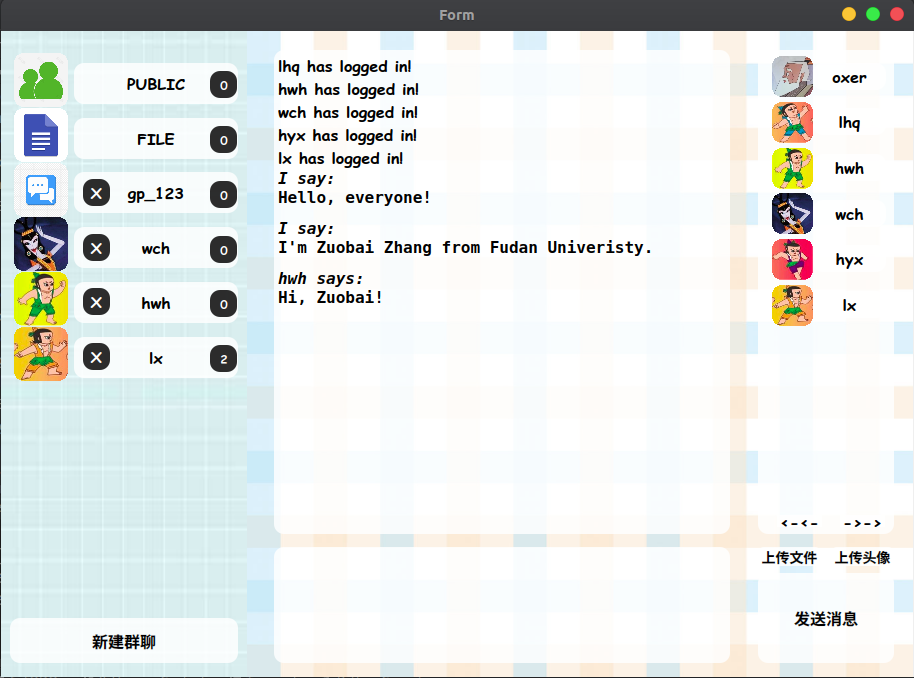 Form
PUBLIC 0
FILE 0
× gp_123 0
× wch 0
× hwh 0
× lx 2
新建群聊
lhq has logged in!
hwh has logged in!
wch has logged in!
hyx has logged in!
lx has logged in!
I say:
Hello, everyone!
I say:
I'm Zuobai Zhang from Fudan Univeristy.
hwh says:
Hi, Zuobai!
oxer
lhq
hwh
wch
hyx
lx
<-<- ->->
上传文件 上传头像
发送消息